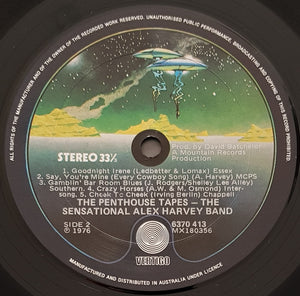 ALL RIGHTS OF THE MANUFACTURER AND OF THE OWNER OF THE RECORDED WORK RESERVED. UNAUTHORISED PUBLIC PERFORMANCE, BROADCASTING AND COPYING OF THIS RECORD PROHIBITED.
Prod. by David Batchelor
A Mountain Records
Production
STEREO 33⅓
1. Goodnight Irene (Ledbetter & Lomax) Essex
2. Say, You're Mine (Every Cowboy Song) (A. Harvey) MCPS
3. Gamblin' Bar Room Blues (J. Rodgers/Shelley Lee Alley)
Southern. 4. Crazy Horses (A.W. & M. Osmond) Inter-
song. 5. Cheek To Cheek (Irving Berlin) Chappell
THE PENTHOUSE TAPES – THE
SENSATIONAL ALEX HARVEY BAND
SIDE 2
6370 413
℗ 1976
MX180356
VERTIGO
MANUFACTURED AND DISTRIBUTED IN AUSTRALIA UNDER LICENCE